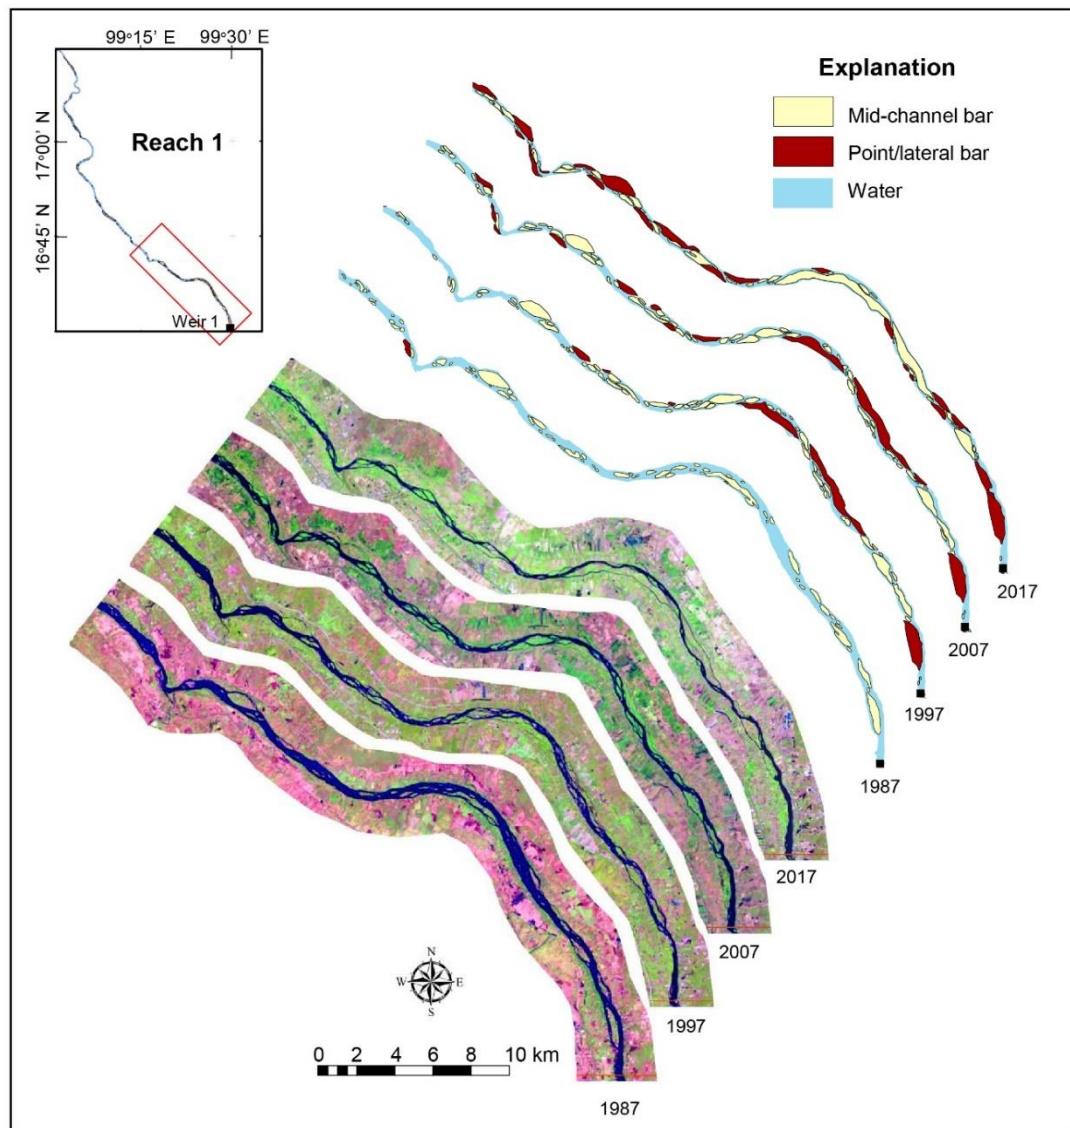 99°15' E 99°30' E
17°00' N
16°45' N
Reach 1
Weir 1
Explanation
Mid-channel bar
Point/lateral bar
Water
2017
2007
1997
1987
2017
2007
1997
1987
N
W E
S
0 2 4 6 8 10 km